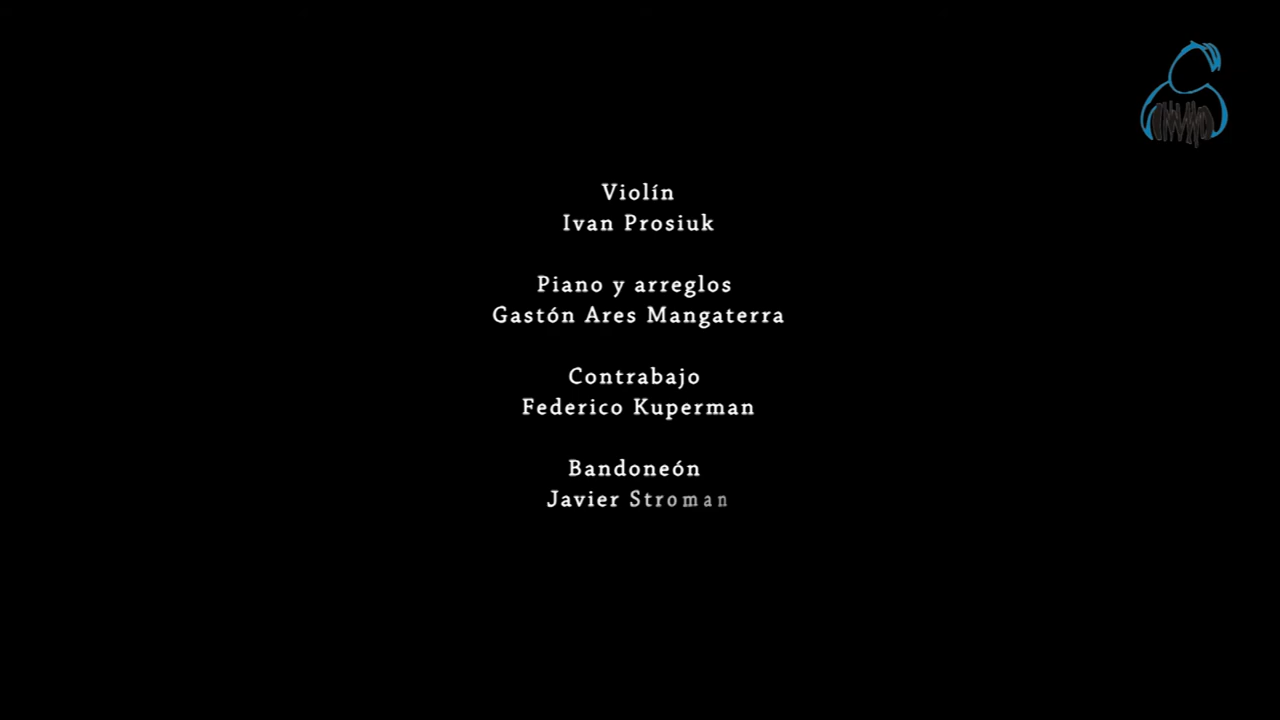 Violín
Ivan Prosiuk
Piano y arreglos
Gastón Ares Mangaterra
Contrabajo
Federico Kuperman
Bandoneón
Javier Stroman